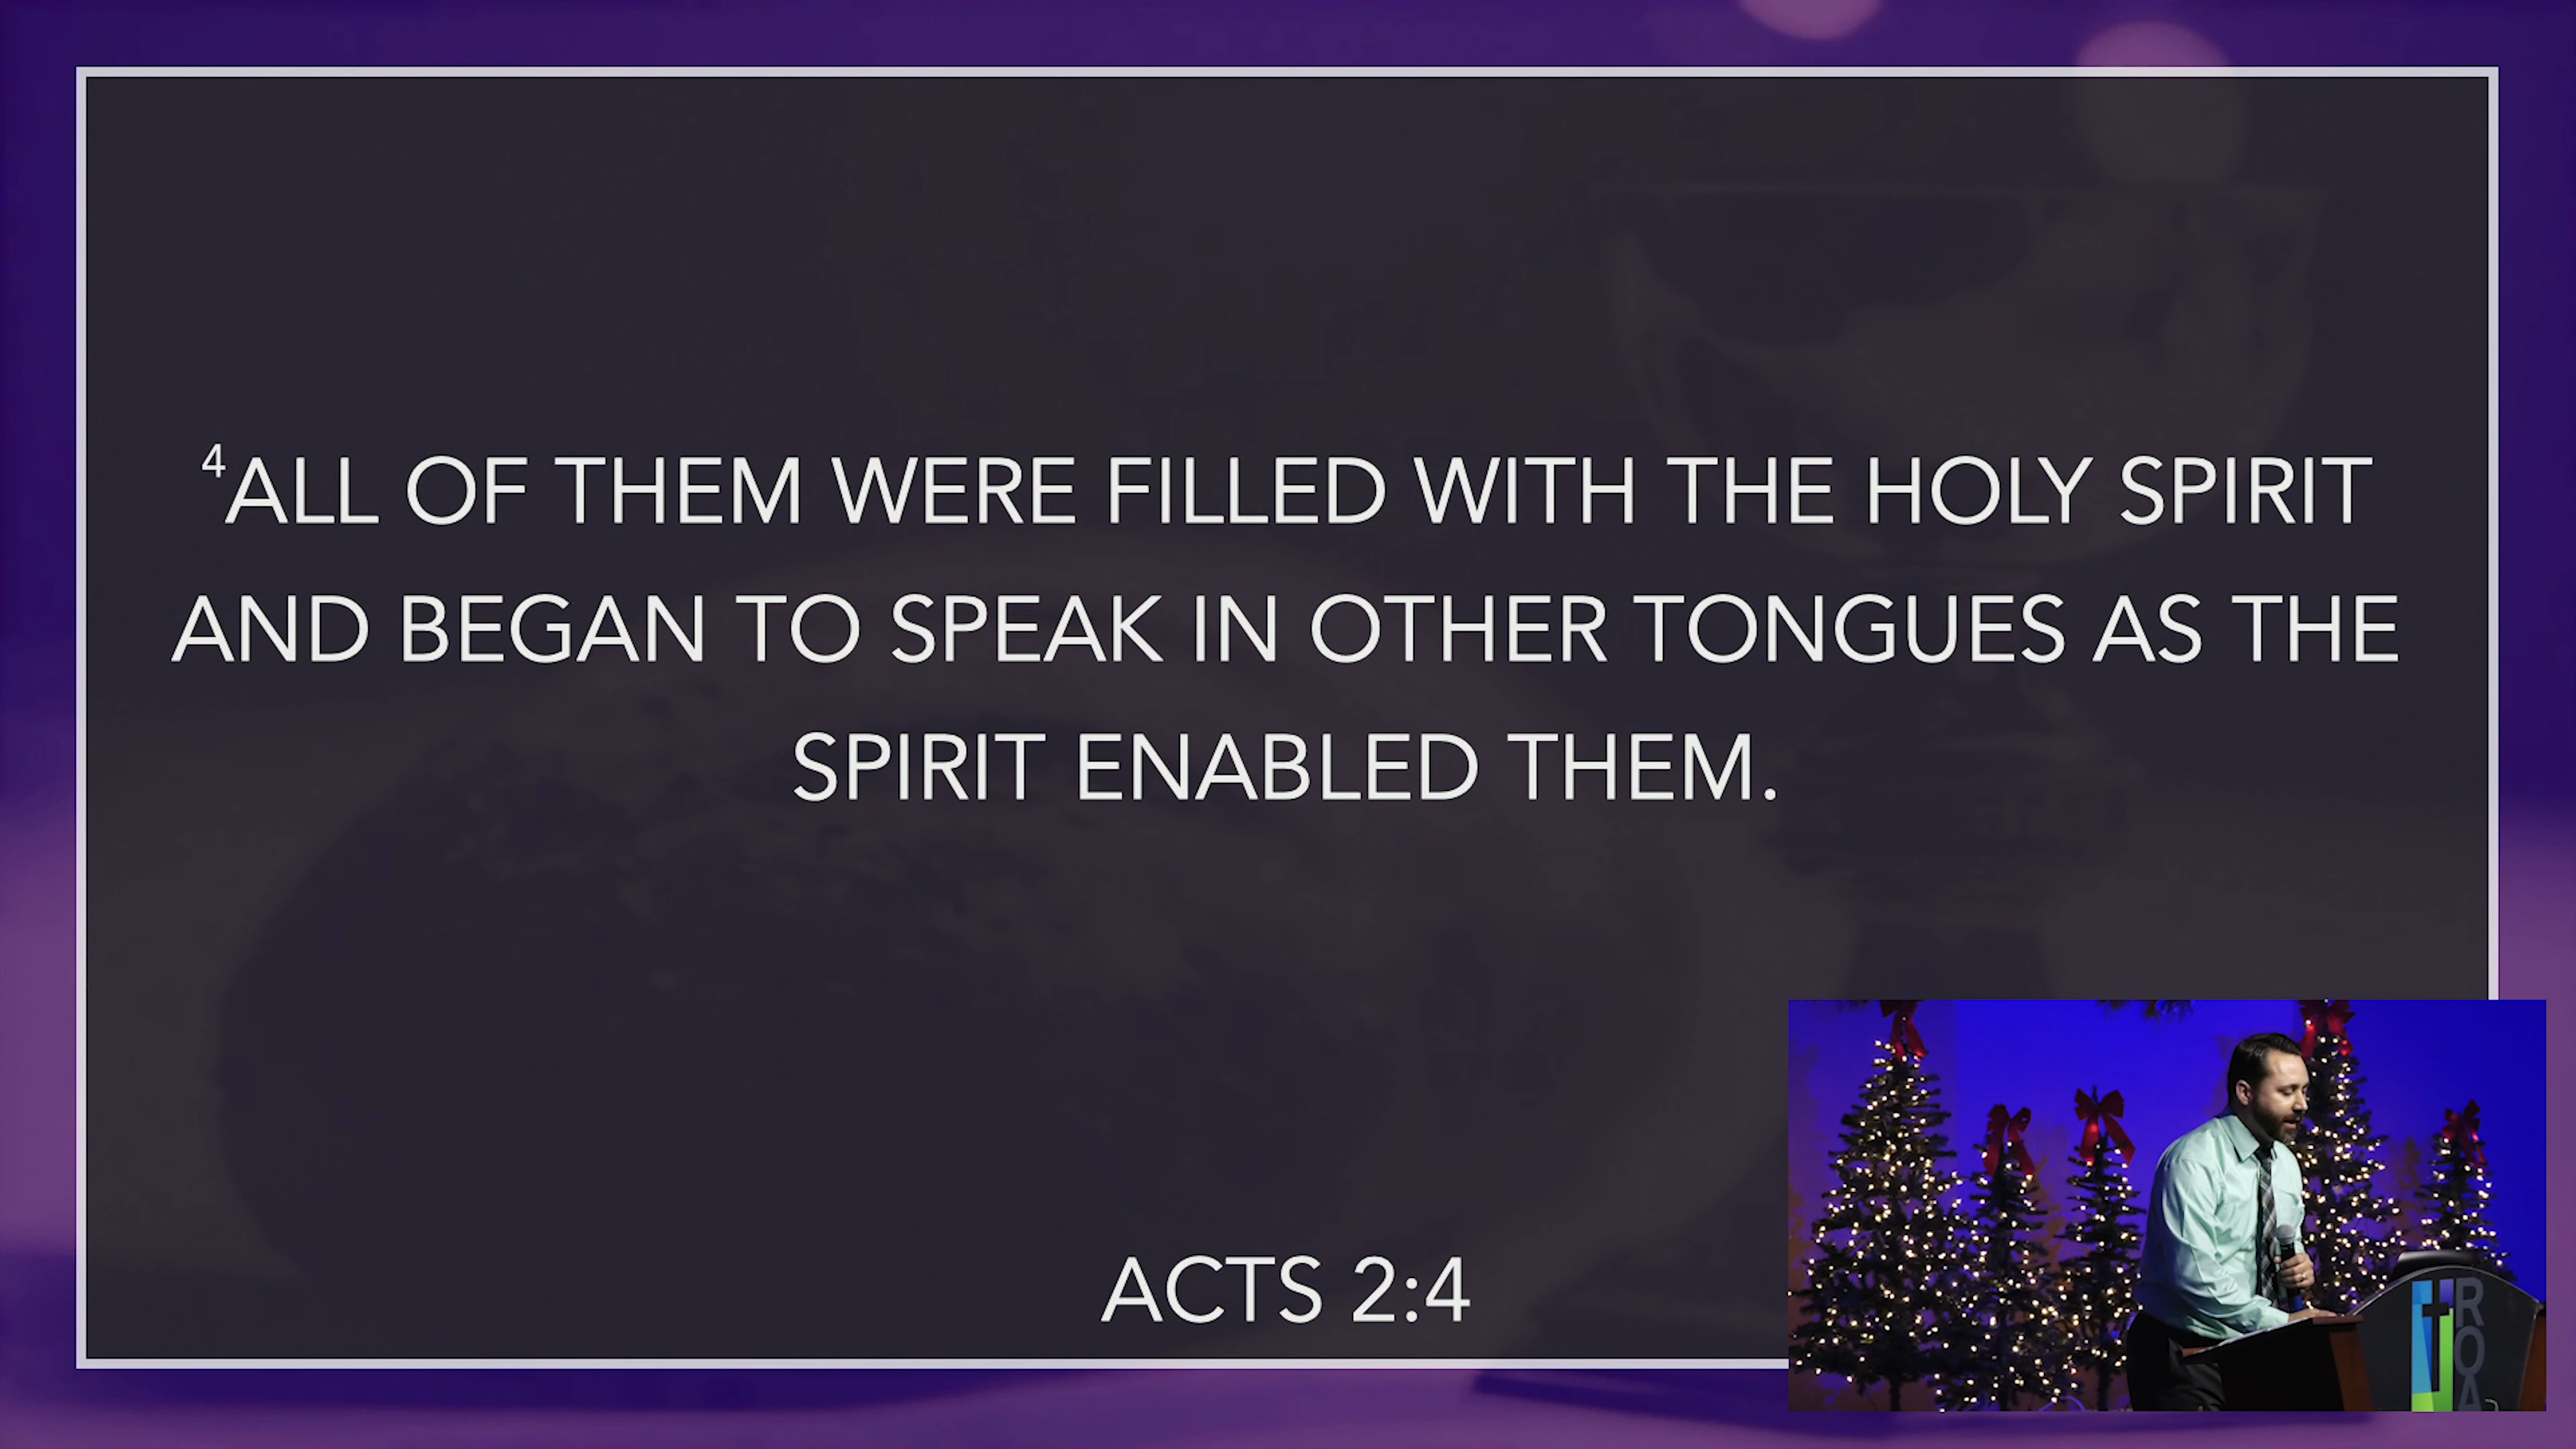 ⁴ALL OF THEM WERE FILLED WITH THE HOLY SPIRIT
AND BEGAN TO SPEAK IN OTHER TONGUES AS THE
SPIRIT ENABLED THEM.
ACTS 2:4
ROA